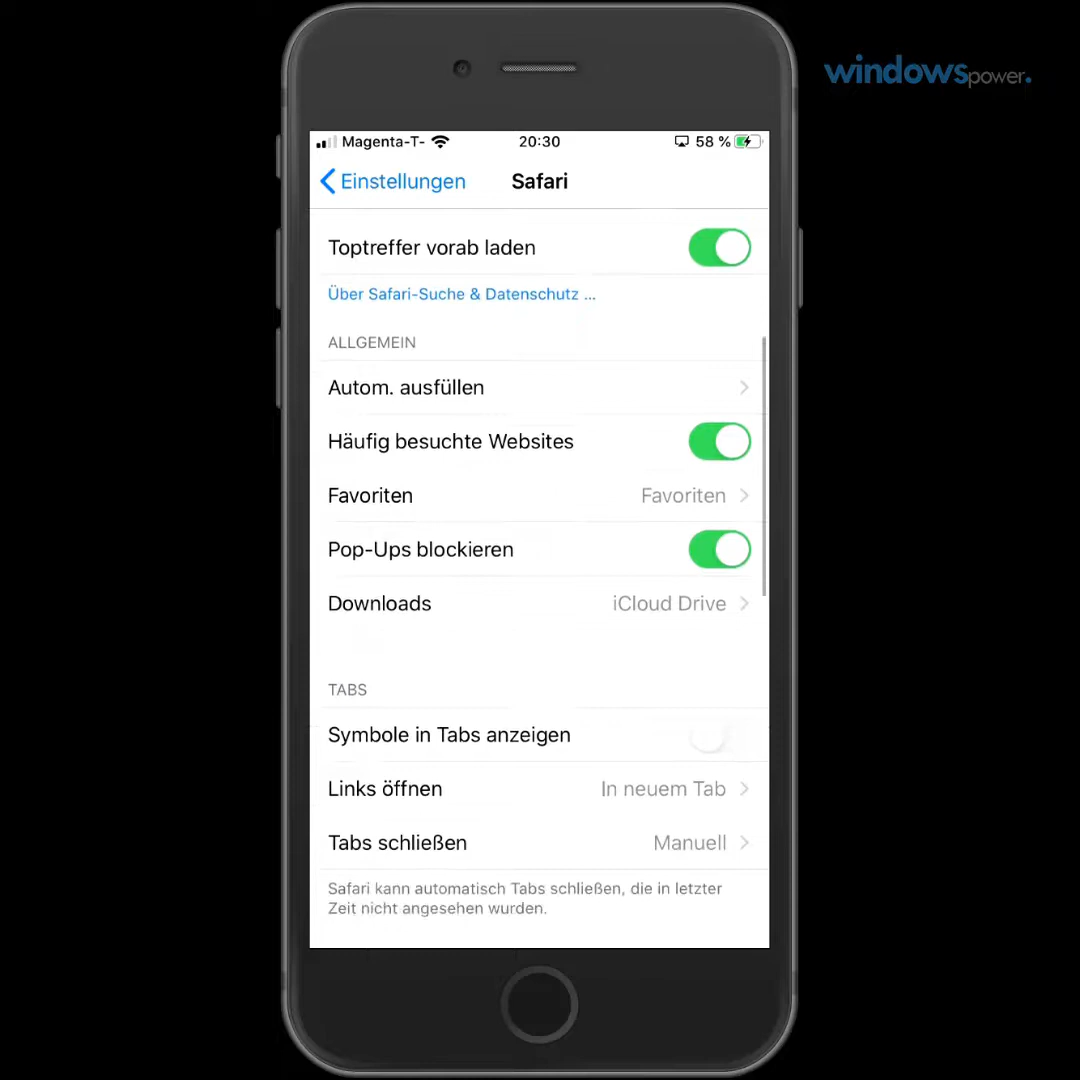 windowspower.
Magenta-T- 20:30 58 %
Einstellungen Safari
Toptreffer vorab laden
Über Safari-Suche & Datenschutz ...
ALLGEMEIN
Autom. ausfüllen
Häufig besuchte Websites
Favoriten Favoriten
Pop-Ups blockieren
Downloads iCloud Drive
TABS
Symbole in Tabs anzeigen
Links öffnen In neuem Tab
Tabs schließen Manuell
Safari kann automatisch Tabs schließen, die in letzter
Zeit nicht angesehen wurden.